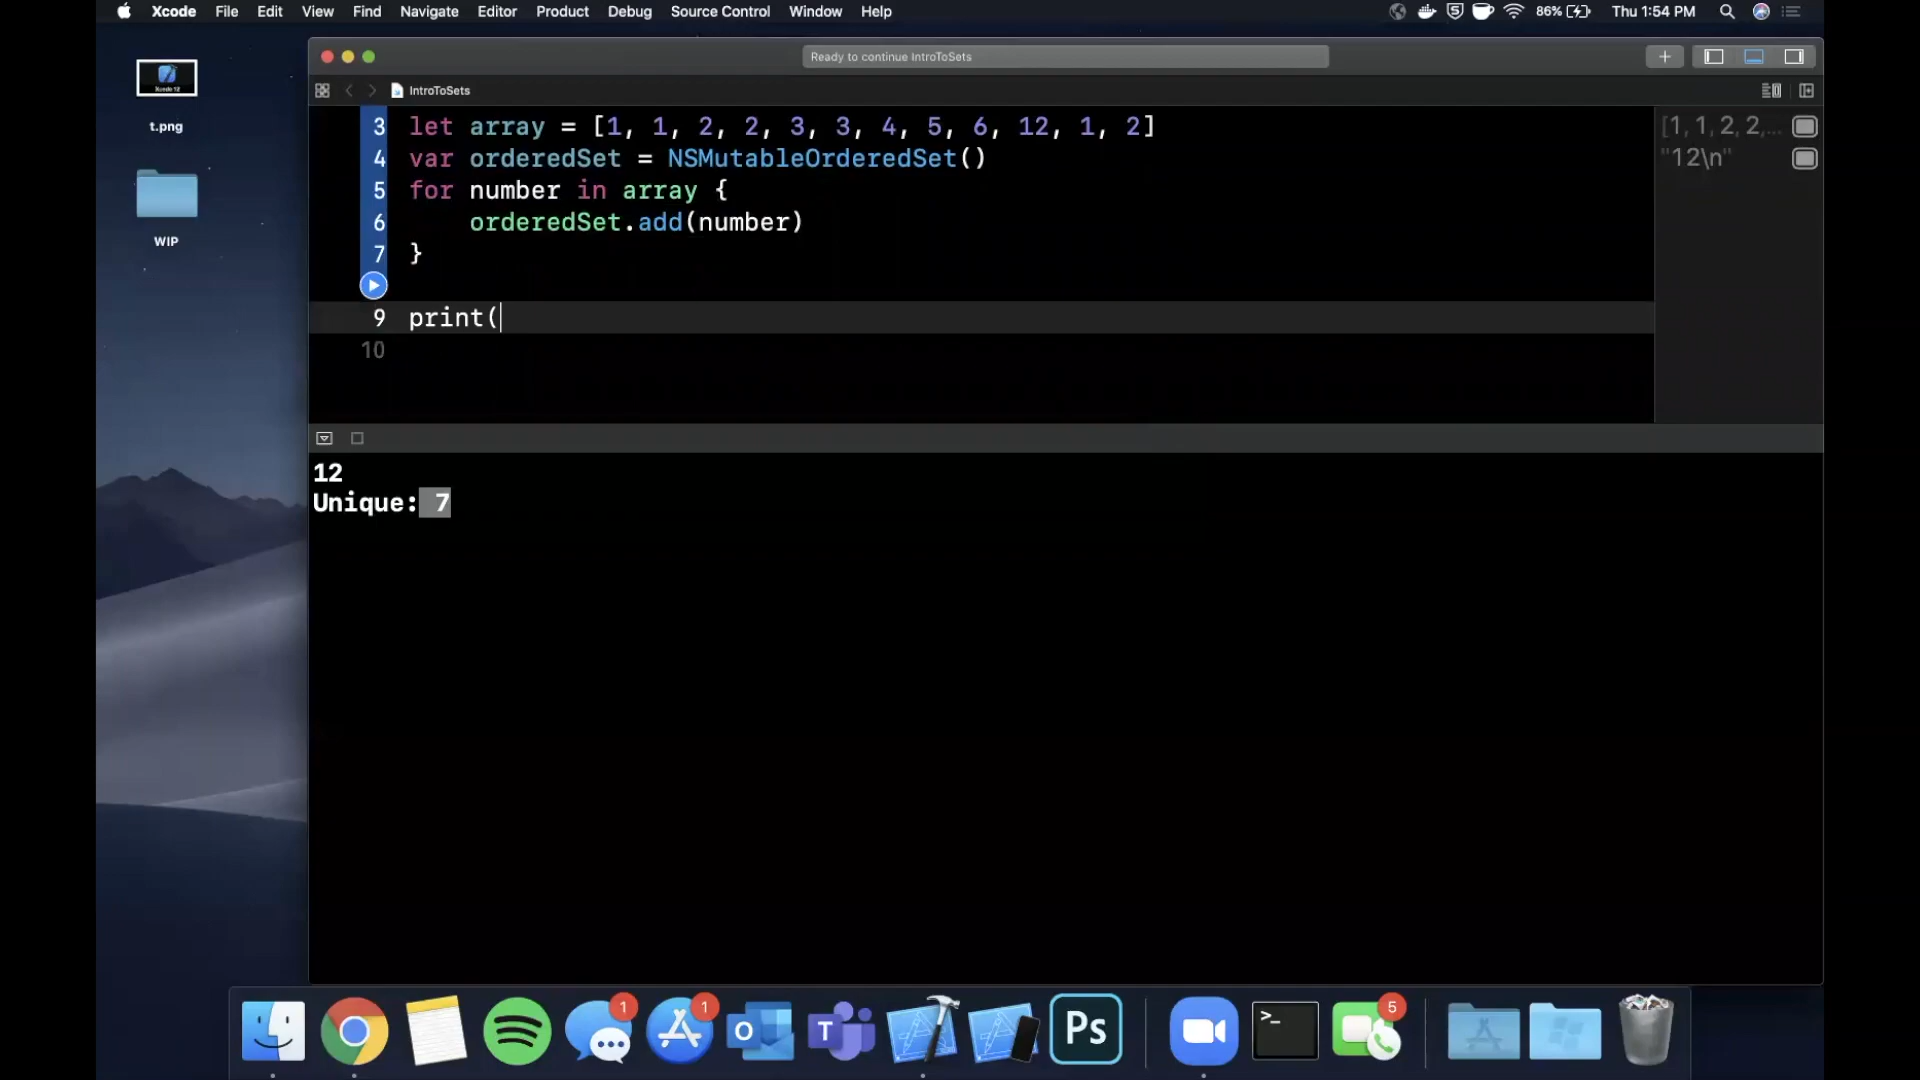 Xcode File Edit View Find Navigate Editor Product Debug Source Control Window Help 86% Thu 1:54 PM
Ready to continue IntroToSets
IntroToSets
Xcode 12
t.png
WIP
3 let array = [1, 1, 2, 2, 3, 3, 4, 5, 6, 12, 1, 2]
[1, 1, 2, 2,...
4 var orderedSet = NSMutableOrderedSet()
"12\n"
5 for number in array {
6 orderedSet.add(number)
7 }
9 print(
10
12
Unique: 7
1
1
5
O
T
Ps
>_